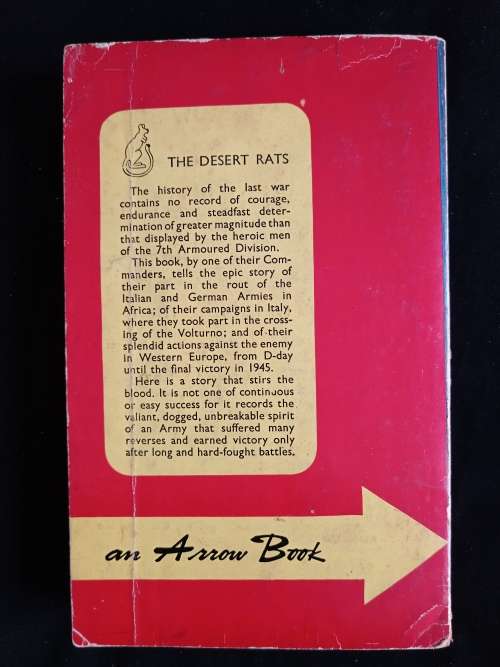 THE DESERT RATS
The history of the last war
contains no record of courage,
endurance and steadfast deter-
mination of greater magnitude than
that displayed by the heroic men
of the 7th Armoured Division.
This book, by one of their Com-
manders, tells the epic story of
their part in the rout of the
Italian and German Armies in
Africa; of their campaigns in Italy,
where they took part in the cross-
ing of the Volturno; and of their
splendid actions against the enemy
in Western Europe, from D-day
until the final victory in 1945.
Here is a story that stirs the
blood. It is not one of continuous
or easy success for it records the
valiant, dogged, unbreakable spirit
of an Army that suffered many
reverses and earned victory only
after long and hard-fought battles.
an Arrow Book